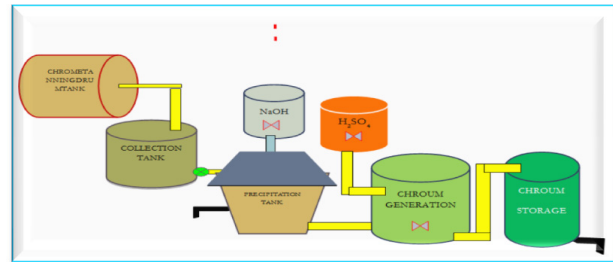 CHROMETA
NNINGDRU
MTANK
NaOH
H2SO4
COLLECTION
TANK
PRECIPITATION
TANK
CHROUM
GENERATION
CHROUM
STORAGE